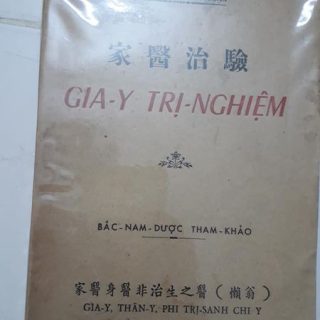 家醫治驗
GIA-Y TRỊ-NGHIỆM
BẮC-NAM-DƯỢC THAM-KHẢO
家醫身醫非治生之醫（懶翁）
GIA-Y, THÂN-Y, PHI TRỊ-SANH CHI Y